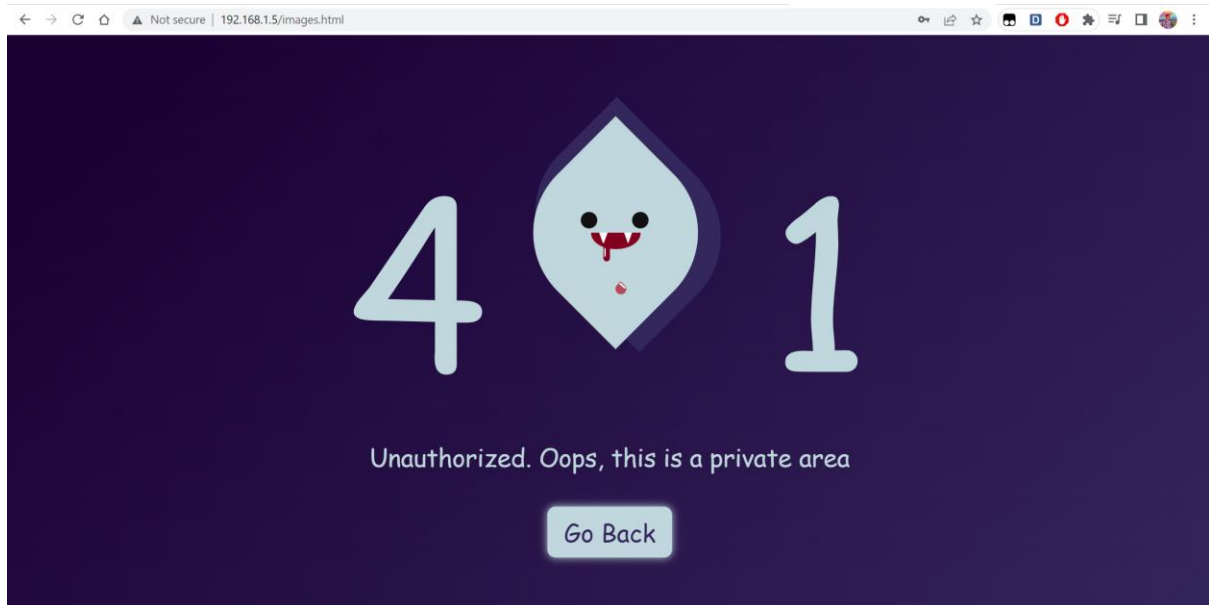 Not secure | 192.168.1.5/images.html
4 1
Unauthorized. Oops, this is a private area
Go Back